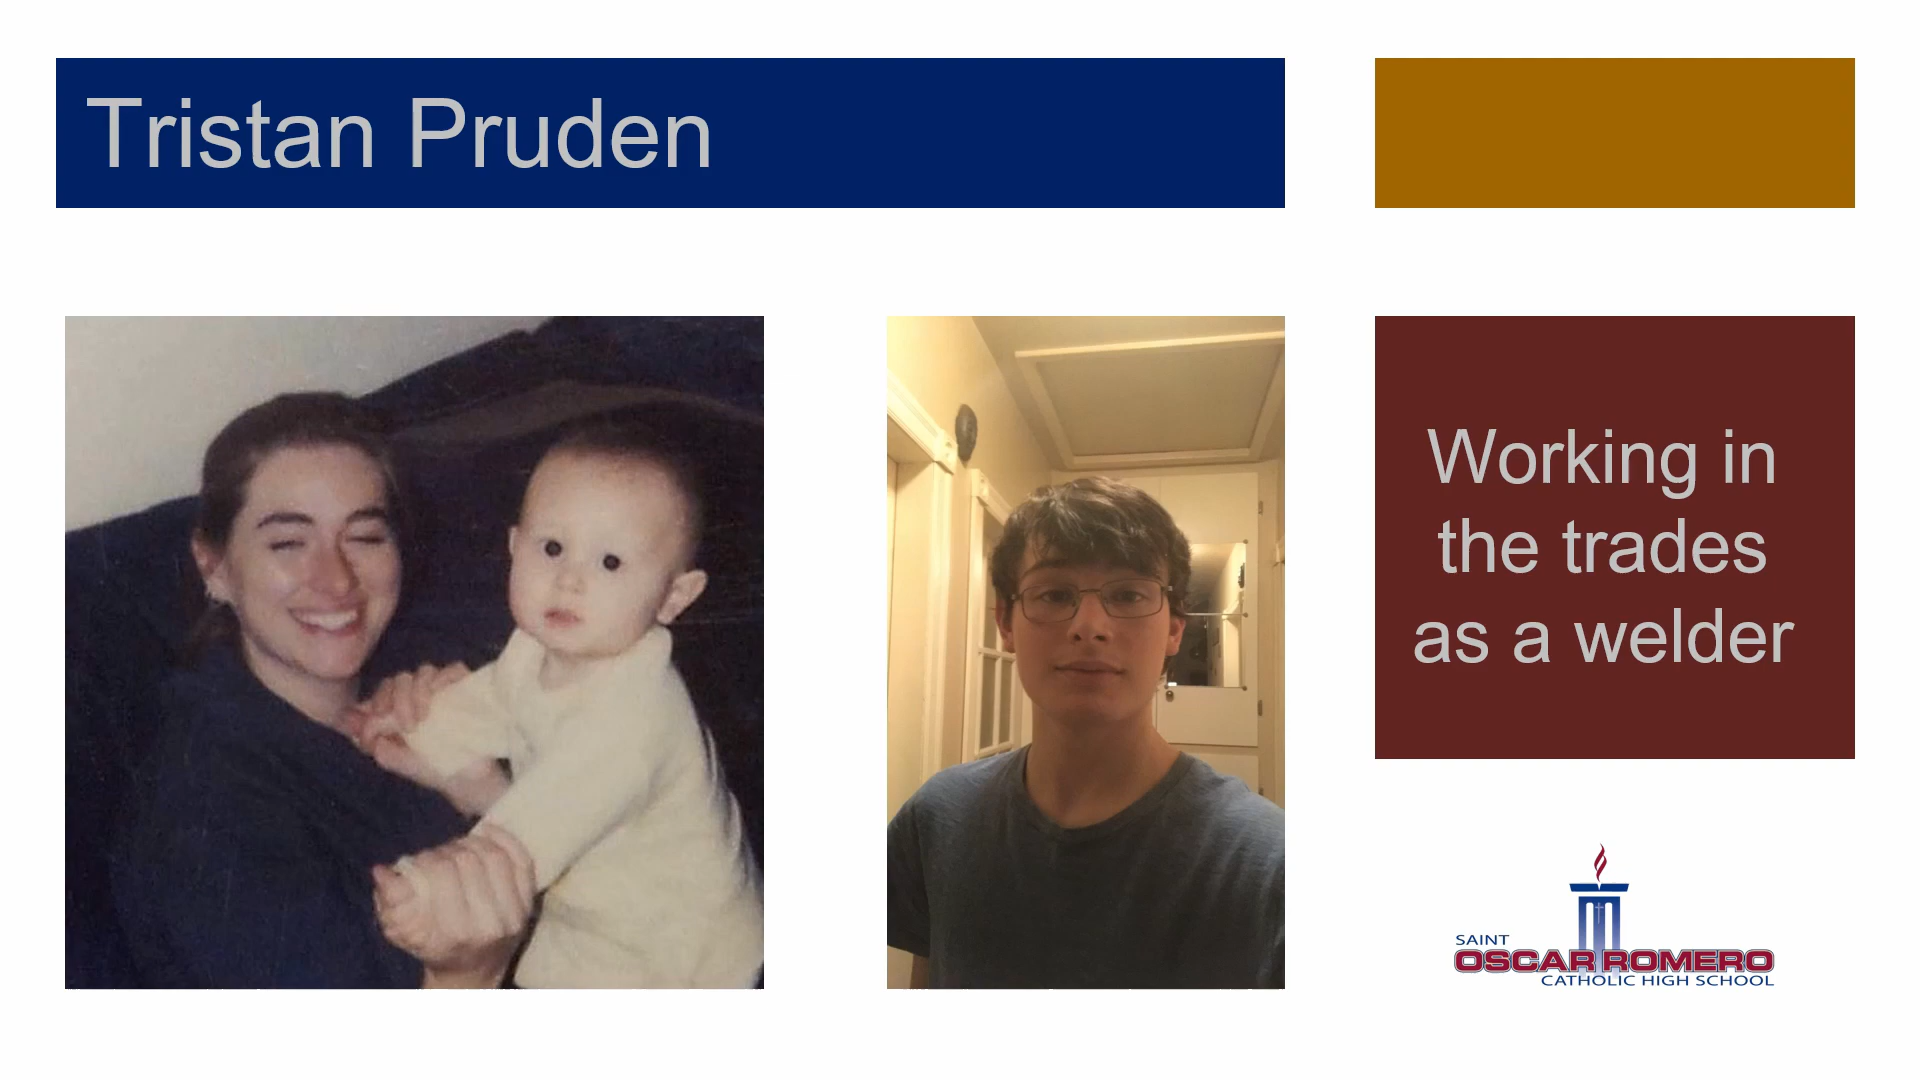 Tristan Pruden
Working in
the trades
as a welder
SAINT
OSCAR ROMERO
CATHOLIC HIGH SCHOOL